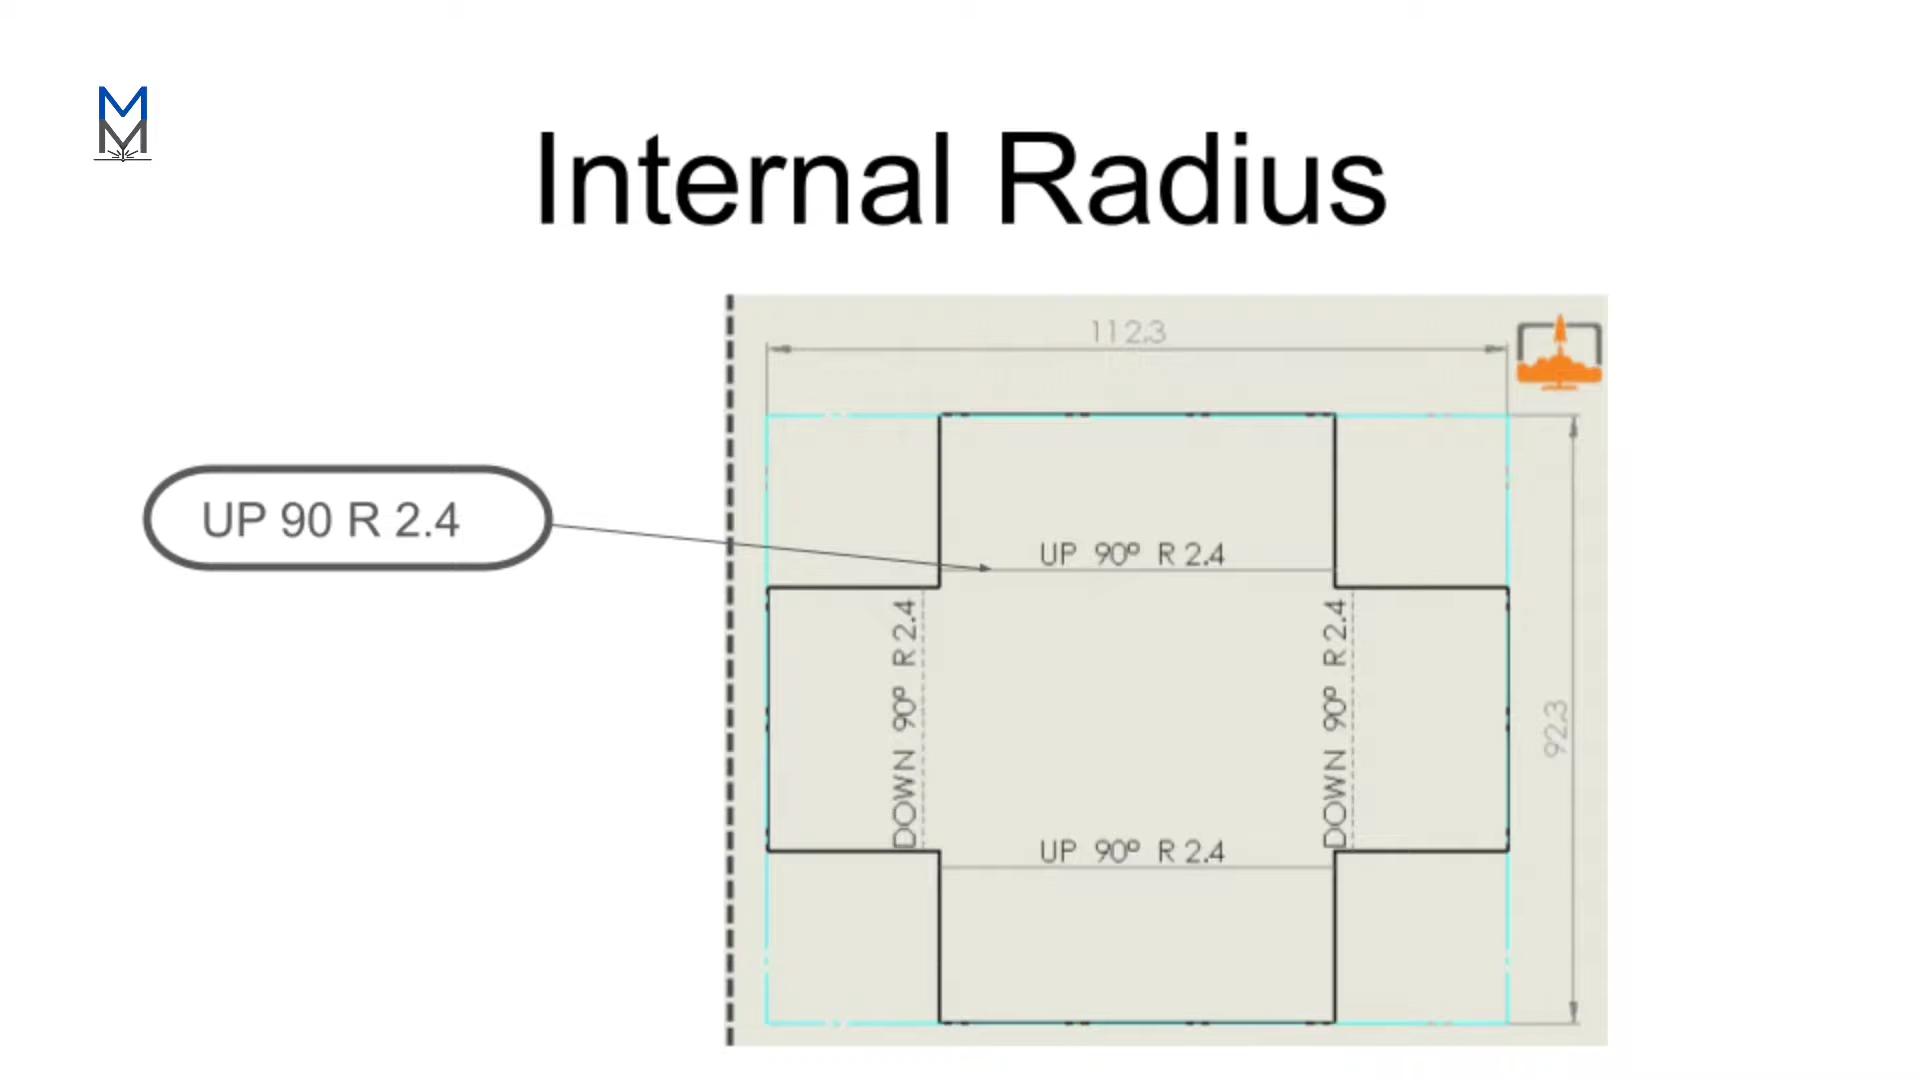 Internal Radius
112.3
UP 90 R 2.4
UP 90º R 2.4
DOWN 90º R 2.4
DOWN 90º R 2.4
92.3
UP 90º R 2.4